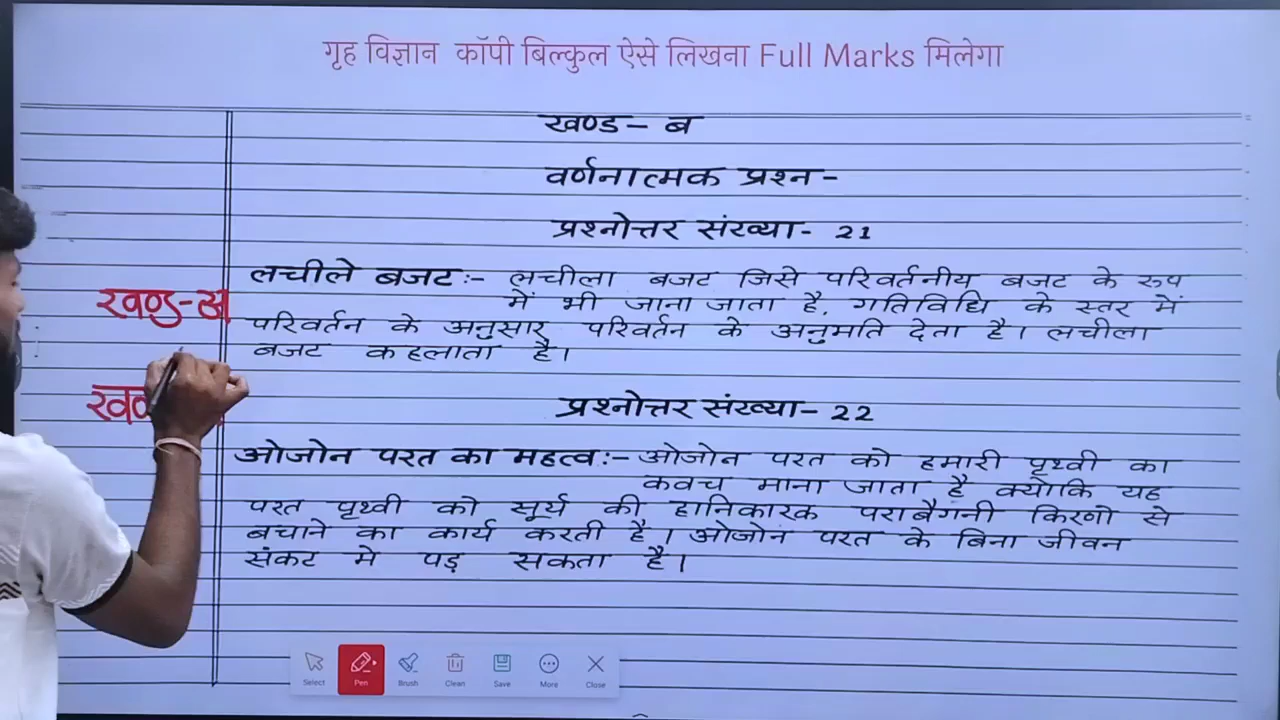 गृह विज्ञान कॉपी बिल्कुल ऐसे लिखना Full Marks मिलेगा
खण्ड - ब
वर्णनात्मक प्रश्न -
प्रश्नोत्तर संख्या - 21
लचीले बजट :- लचीला बजट जिसे परिवर्तनीय बजट के रूप
में भी जाना जाता है, गतिविधि के स्तर में
परिवर्तन के अनुसार परिवर्तन के अनुमति देता है। लचीला
बजट कहलाता है।
खण्ड-अ
प्रश्नोत्तर संख्या - 22
ओजोन परत का महत्व :- ओजोन परत को हमारी पृथ्वी का
कवच माना जाता है क्योकि यह
परत पृथ्वी को सूर्य की हानिकारक पराबैगनी किरणो से
बचाने का कार्य करती है। ओजोन परत के बिना जीवन
संकट मे पड़ सकता है।
Select Pen Brush Clean Save More Close